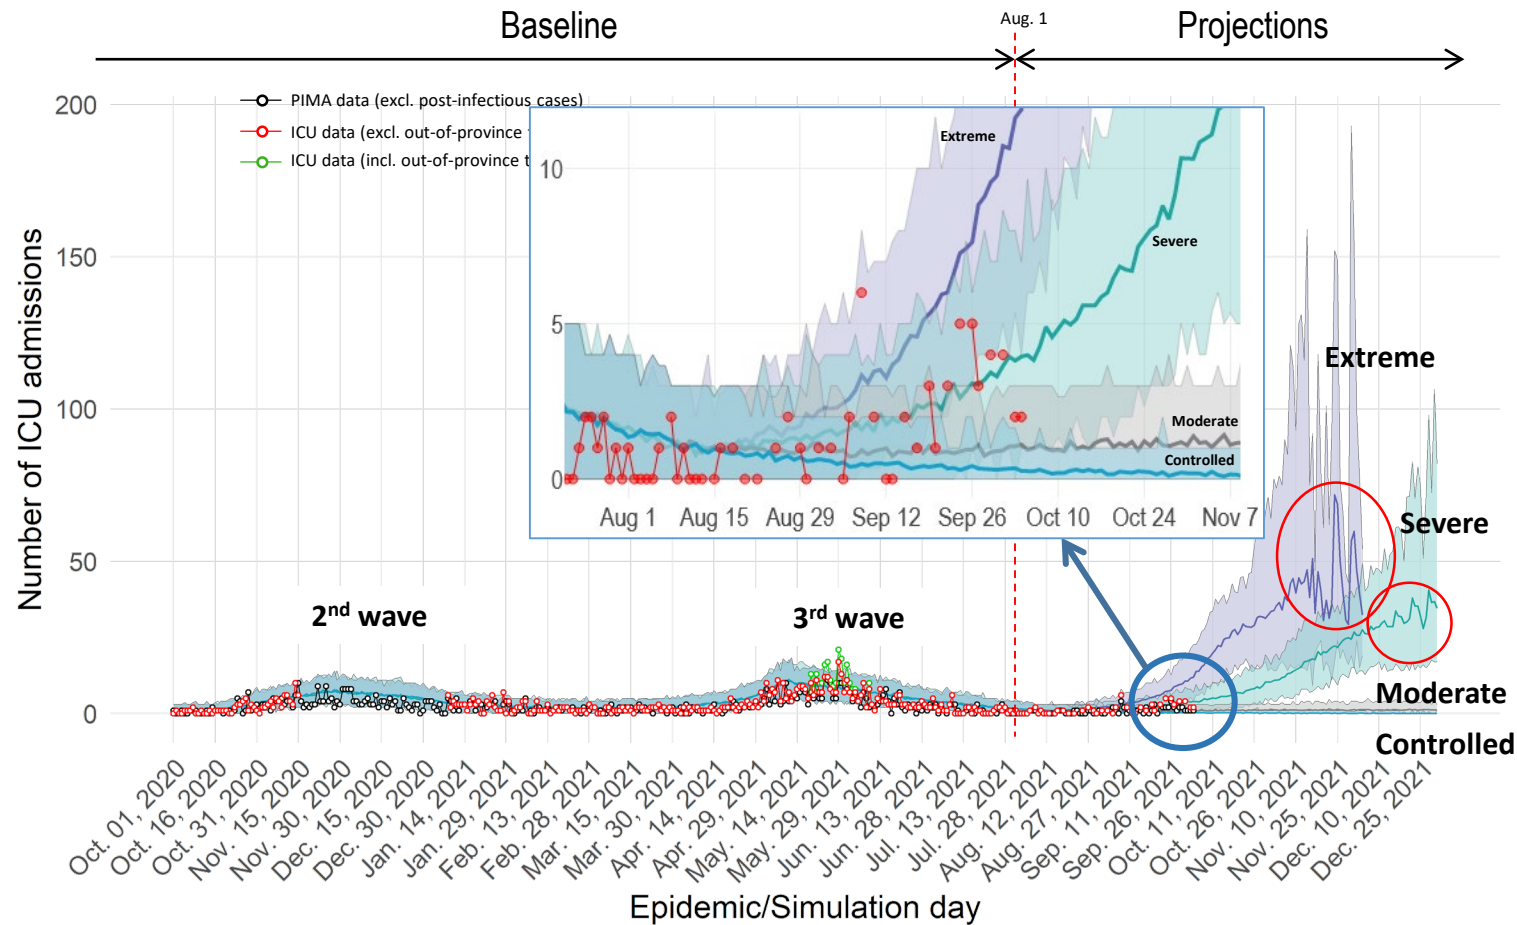 Baseline
Aug. 1
Projections
PIMA data (excl. post-infectious cases)
ICU data (excl. out-of-province
ICU data (incl. out-of-province t
200
150
100
50
0
Number of ICU admissions
10
5
0
Extreme
Severe
Moderate
Controlled
Aug 1
Aug 15
Aug 29
Sep 12
Sep 26
Oct 10
Oct 24
Nov 7
2nd wave
3rd wave
Extreme
Severe
Moderate
Controlled
Oct. 01, 2020
Oct. 16, 2020
Oct. 31, 2020
Nov. 15, 2020
Nov. 30, 2020
Dec. 15, 2020
Dec. 30, 2020
Jan. 14, 2021
Jan. 29, 2021
Feb. 13, 2021
Feb. 28, 2021
Mar. 15, 2021
Mar. 30, 2021
Apr. 14, 2021
Apr. 29, 2021
May. 14, 2021
May. 29, 2021
Jun. 13, 2021
Jun. 28, 2021
Jul. 13, 2021
Jul. 28, 2021
Aug. 12, 2021
Aug. 27, 2021
Sep. 11, 2021
Sep. 26, 2021
Oct. 11, 2021
Oct. 26, 2021
Nov. 10, 2021
Nov. 25, 2021
Dec. 10, 2021
Dec. 25, 2021
Epidemic/Simulation day